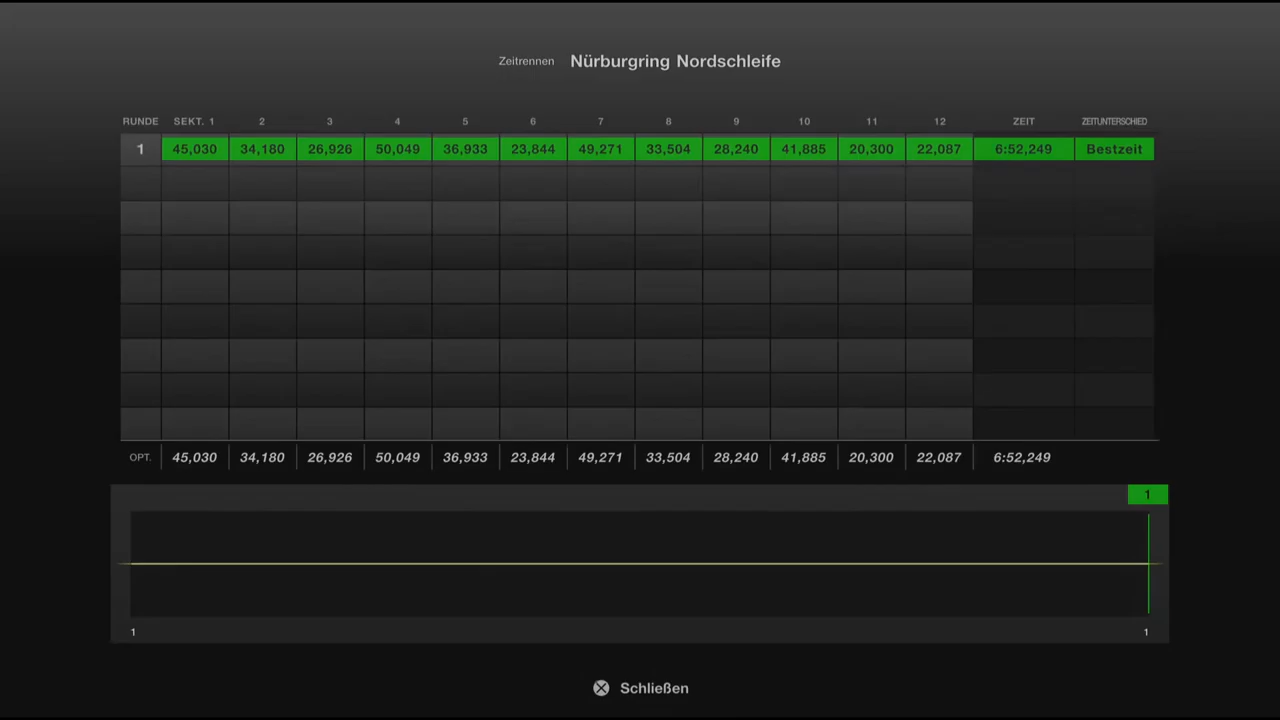 Zeitrennen Nürburgring Nordschleife
RUNDE SEKT. 1 2 3 4 5 6 7 8 9 10 11 12 ZEIT ZEITUNTERSCHIED
1 45,030 34,180 26,926 50,049 36,933 23,844 49,271 33,504 28,240 41,885 20,300 22,087 6:52,249 Bestzeit
OPT. 45,030 34,180 26,926 50,049 36,933 23,844 49,271 33,504 28,240 41,885 20,300 22,087 6:52,249
1
1 1
Schließen